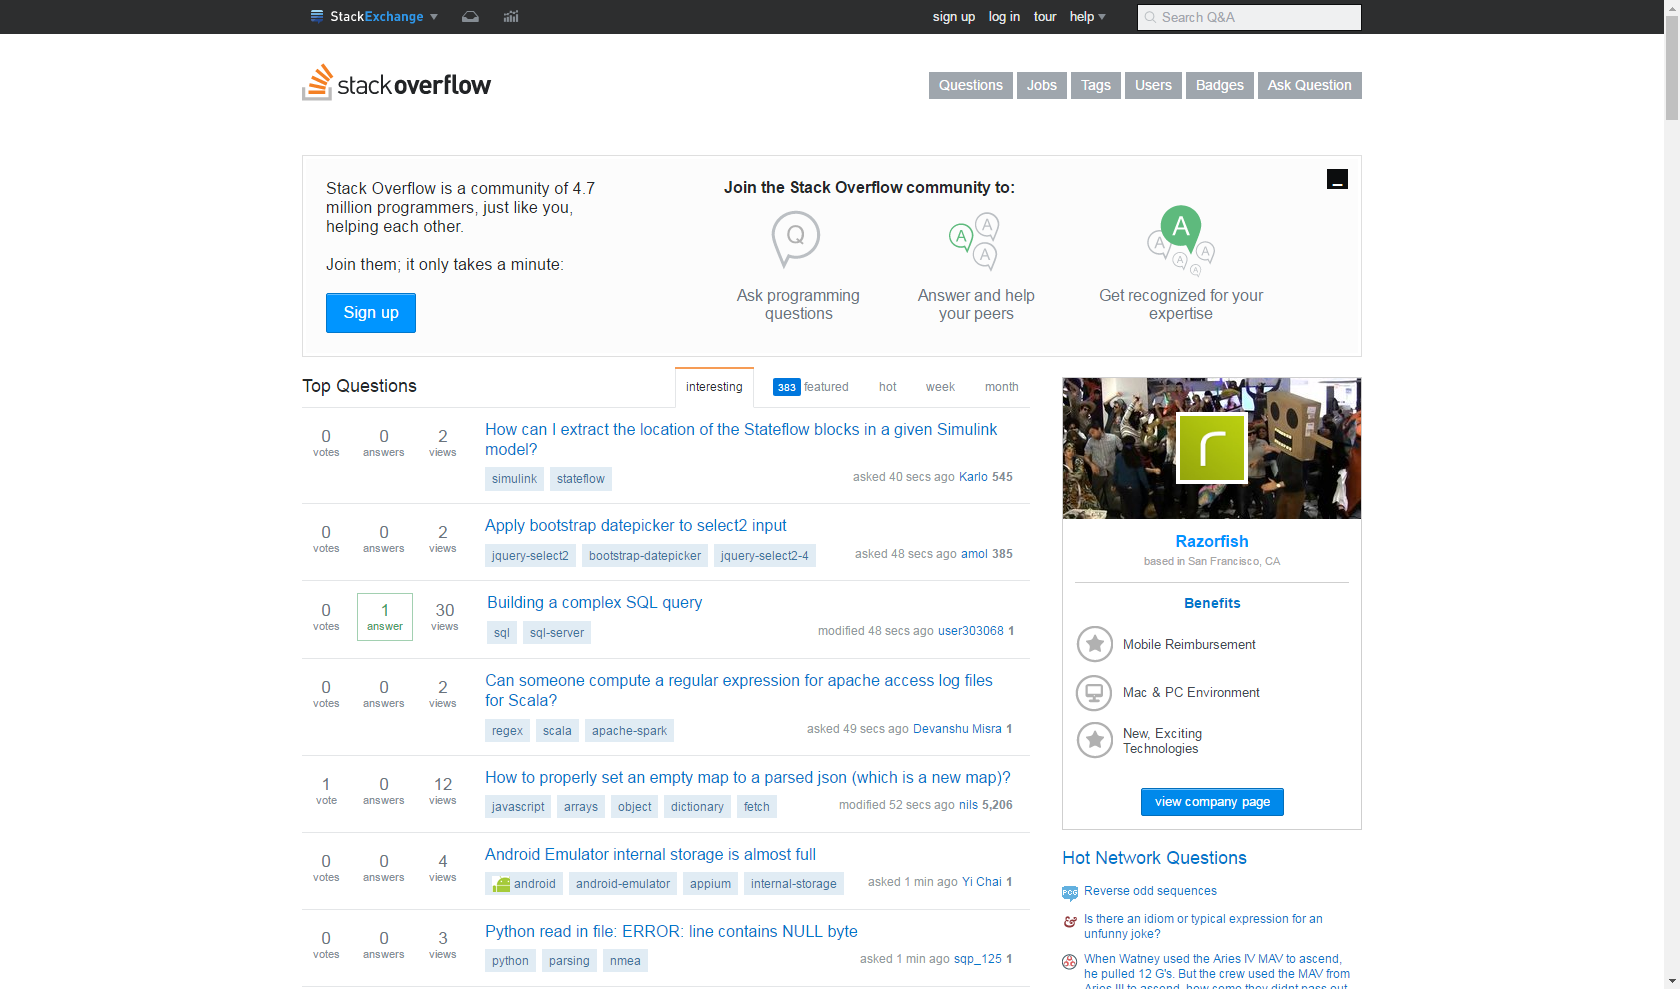 StackExchange
sign up log in tour help
Search Q&A
stackoverflow
Questions Jobs Tags Users Badges Ask Question
Stack Overflow is a community of 4.7
million programmers, just like you,
helping each other.
Join them; it only takes a minute:
Sign up
Join the Stack Overflow community to:
Q
A A A
A A A A A
Ask programming
questions
Answer and help
your peers
Get recognized for your
expertise
Top Questions
interesting 383 featured hot week month
0 votes 0 answers 2 views
How can I extract the location of the Stateflow blocks in a given Simulink
model?
simulink stateflow
asked 40 secs ago Karlo 545
0 votes 0 answers 2 views
Apply bootstrap datepicker to select2 input
jquery-select2 bootstrap-datepicker jquery-select2-4
asked 48 secs ago amol 385
0 votes 1 answer 30 views
Building a complex SQL query
sql sql-server
modified 48 secs ago user303068 1
0 votes 0 answers 2 views
Can someone compute a regular expression for apache access log files
for Scala?
regex scala apache-spark
asked 49 secs ago Devanshu Misra 1
1 vote 0 answers 12 views
How to properly set an empty map to a parsed json (which is a new map)?
javascript arrays object dictionary fetch
modified 52 secs ago nils 5,206
0 votes 0 answers 4 views
Android Emulator internal storage is almost full
android android-emulator appium internal-storage
asked 1 min ago Yi Chai 1
0 votes 0 answers 3 views
Python read in file: ERROR: line contains NULL byte
python parsing nmea
asked 1 min ago sqp_125 1
r
Razorfish
based in San Francisco, CA
Benefits
Mobile Reimbursement
Mac & PC Environment
New, Exciting
Technologies
view company page
Hot Network Questions
PCG Reverse odd sequences
& Is there an idiom or typical expression for an
unfunny joke?
When Watney used the Aries IV MAV to ascend,
he pulled 12 G's. But the crew used the MAV from
Aries III to ascend, how come they didnt pass out